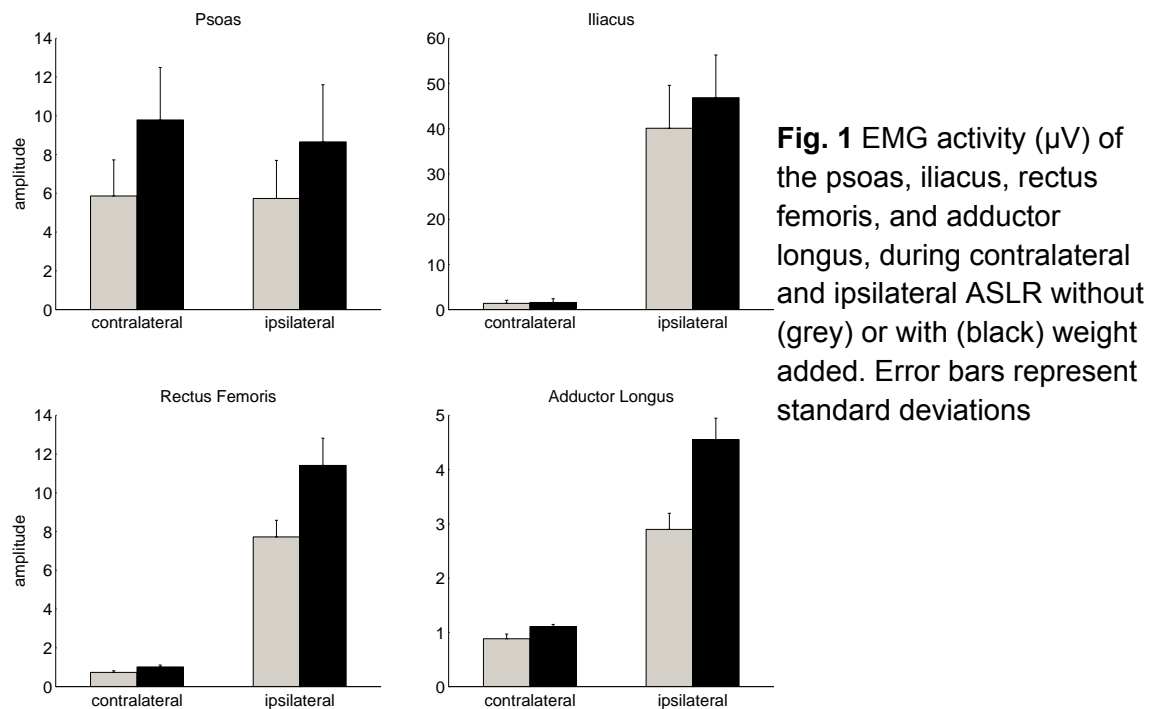 Psoas
14
12
10
8
6
4
2
0
amplitude
contralateral ipsilateral
Iliacus
60
50
40
30
20
10
0
contralateral ipsilateral
Fig. 1 EMG activity (µV) of
the psoas, iliacus, rectus
femoris, and adductor
longus, during contralateral
and ipsilateral ASLR without
(grey) or with (black) weight
added. Error bars represent
standard deviations
Rectus Femoris
14
12
10
8
6
4
2
0
amplitude
contralateral ipsilateral
Adductor Longus
5
4
3
2
1
0
contralateral ipsilateral